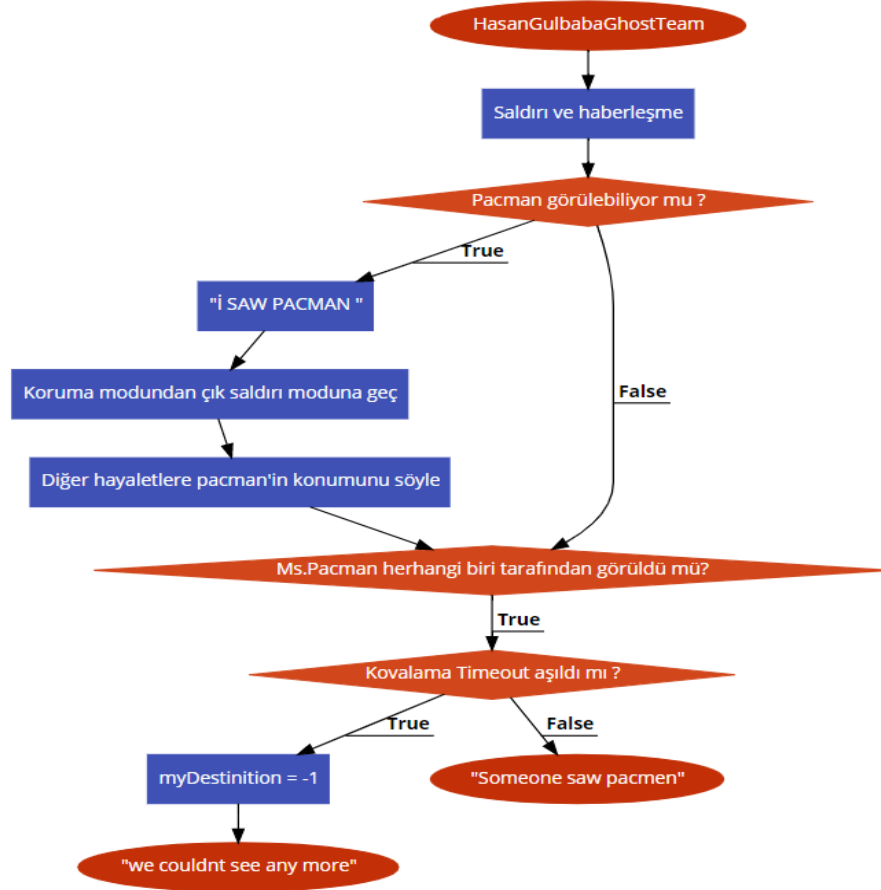 HasanGulbabaGhostTeam
Saldırı ve haberleşme
Pacman görülebiliyor mu ?
True
"İ SAW PACMAN "
Koruma modundan çık saldırı moduna geç
False
Diğer hayaletlere pacman'in konumunu söyle
Ms.Pacman herhangi biri tarafından görüldü mü?
True
Kovalama Timeout aşıldı mı ?
True
False
myDestinition = -1
"Someone saw pacmen"
"we couldnt see any more"